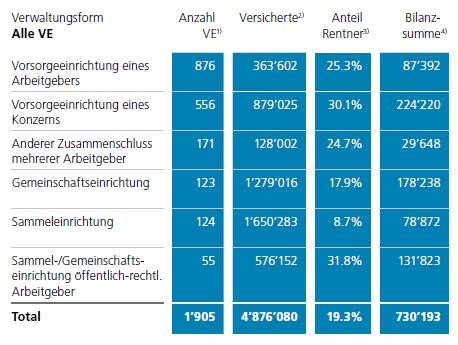 Verwaltungsform Anzahl Versicherte2) Anteil Bilanz-
Alle VE VE1) Rentner3) summe4)
Vorsorgeeinrichtung eines 876 363’602 25.3% 87’392
Arbeitgebers
Vorsorgeeinrichtung eines 556 879’025 30.1% 224’220
Konzerns
Anderer Zusammenschluss 171 128’002 24.7% 29’648
mehrerer Arbeitgeber
Gemeinschaftseinrichtung 123 1’279’016 17.9% 178’238
Sammeleinrichtung 124 1’650’283 8.7% 78’872
Sammel-/Gemeinschafts- 55 576’152 31.8% 131’823
einrichtung öffentlich-rechtl.
Arbeitgeber
Total 1’905 4’876’080 19.3% 730’193